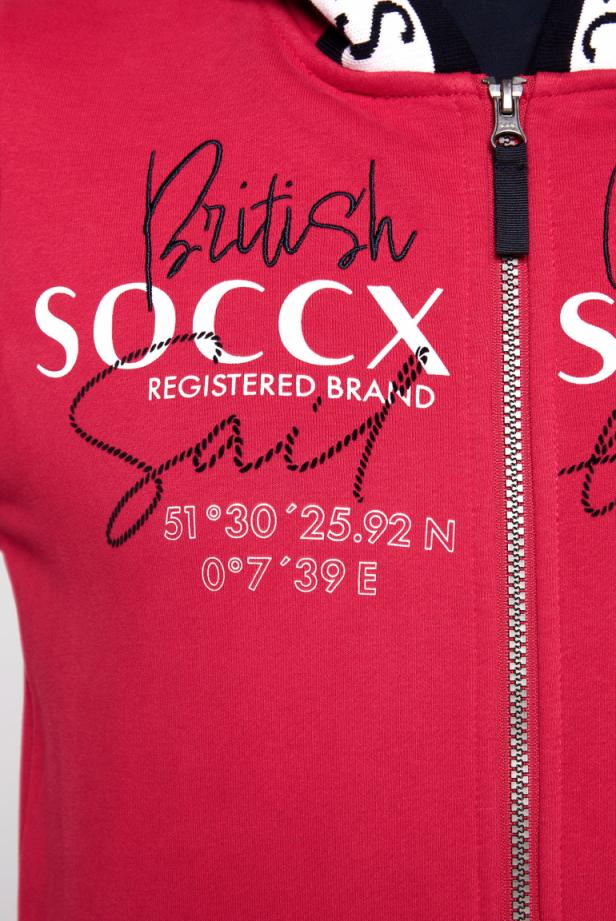 British
SOCCX
REGISTERED BRAND
Sail
51°30´25.92 N
0°7´39 E